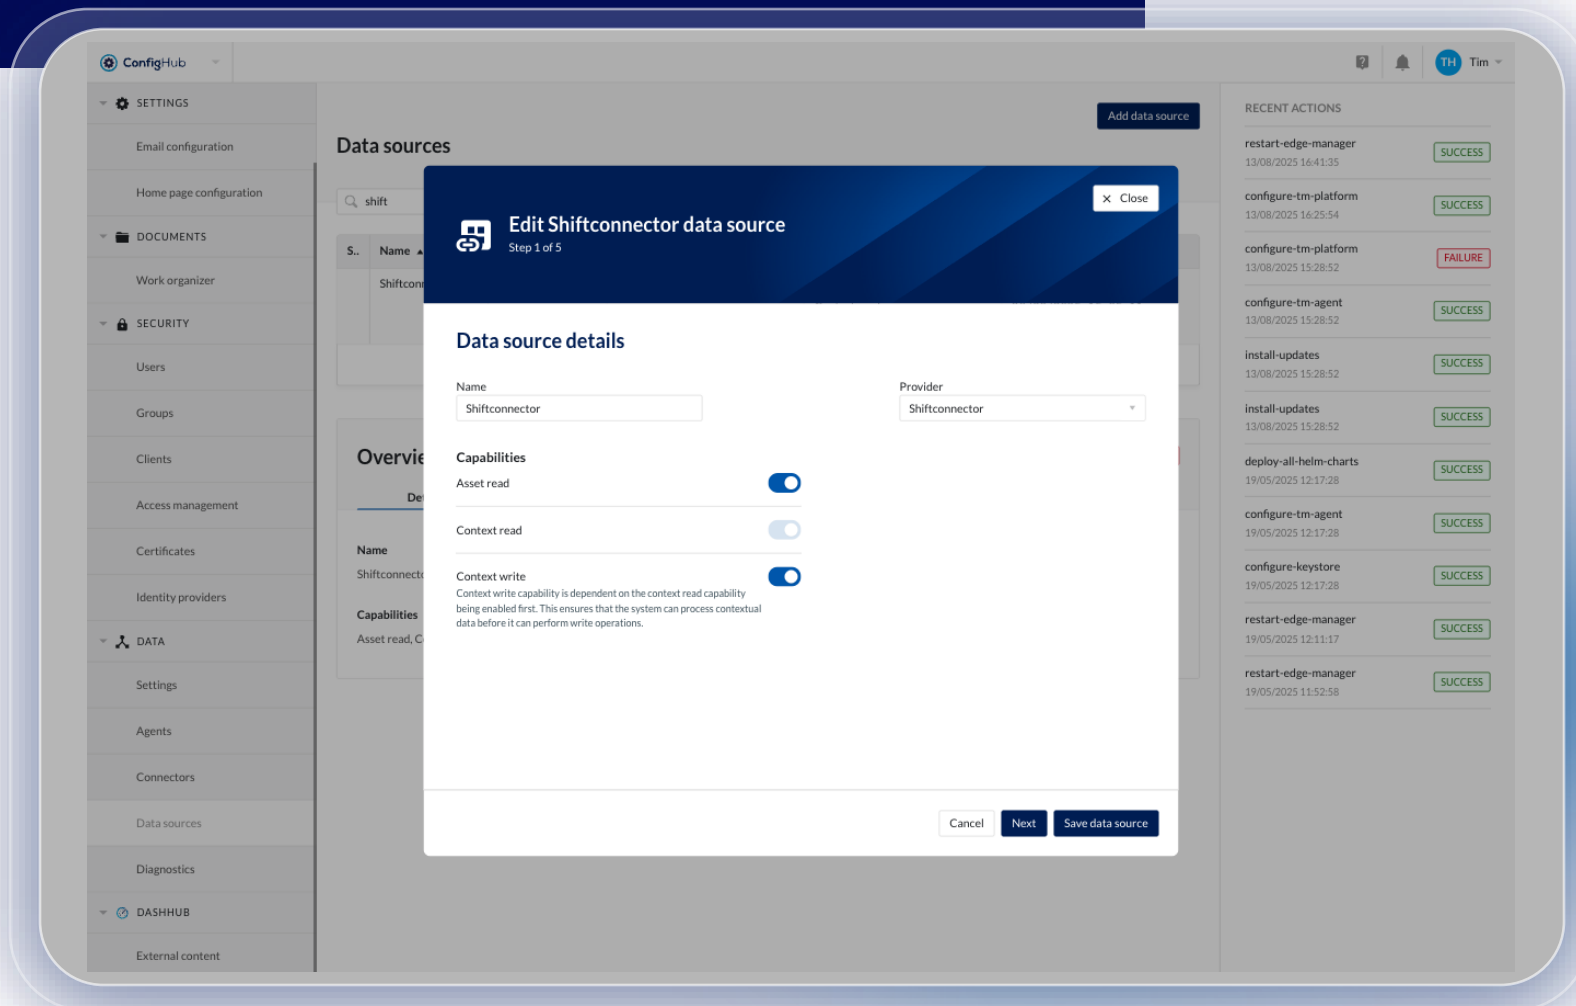 ConfigHub
TH Tim
SETTINGS
Email configuration
Home page configuration
DOCUMENTS
Work organizer
SECURITY
Users
Groups
Clients
Access management
Certificates
Identity providers
DATA
Settings
Agents
Connectors
Data sources
Diagnostics
DASHHUB
External content
Add data source
Data sources
shift
S.. Name
Overvie
Name
Capabilities
Asset read, C
Edit Shiftconnector data source
Step 1 of 5
Close
Data source details
Name
Provider
Shiftconnector
Shiftconnector
Capabilities
Asset read
Context read
Context write
Context write capability is dependent on the context read capability
being enabled first. This ensures that the system can process contextual
data before it can perform write operations.
Cancel
Next
Save data source
RECENT ACTIONS
restart-edge-manager
13/08/2025 16:41:35
SUCCESS
configure-tm-platform
13/08/2025 16:25:54
SUCCESS
configure-tm-platform
13/08/2025 15:28:52
FAILURE
configure-tm-agent
13/08/2025 15:28:52
SUCCESS
install-updates
13/08/2025 15:28:52
SUCCESS
install-updates
13/08/2025 15:28:52
SUCCESS
deploy-all-helm-charts
19/05/2025 12:17:28
SUCCESS
configure-tm-agent
19/05/2025 12:17:28
SUCCESS
configure-keystore
19/05/2025 12:17:28
SUCCESS
restart-edge-manager
19/05/2025 12:11:17
SUCCESS
restart-edge-manager
19/05/2025 11:52:58
SUCCESS